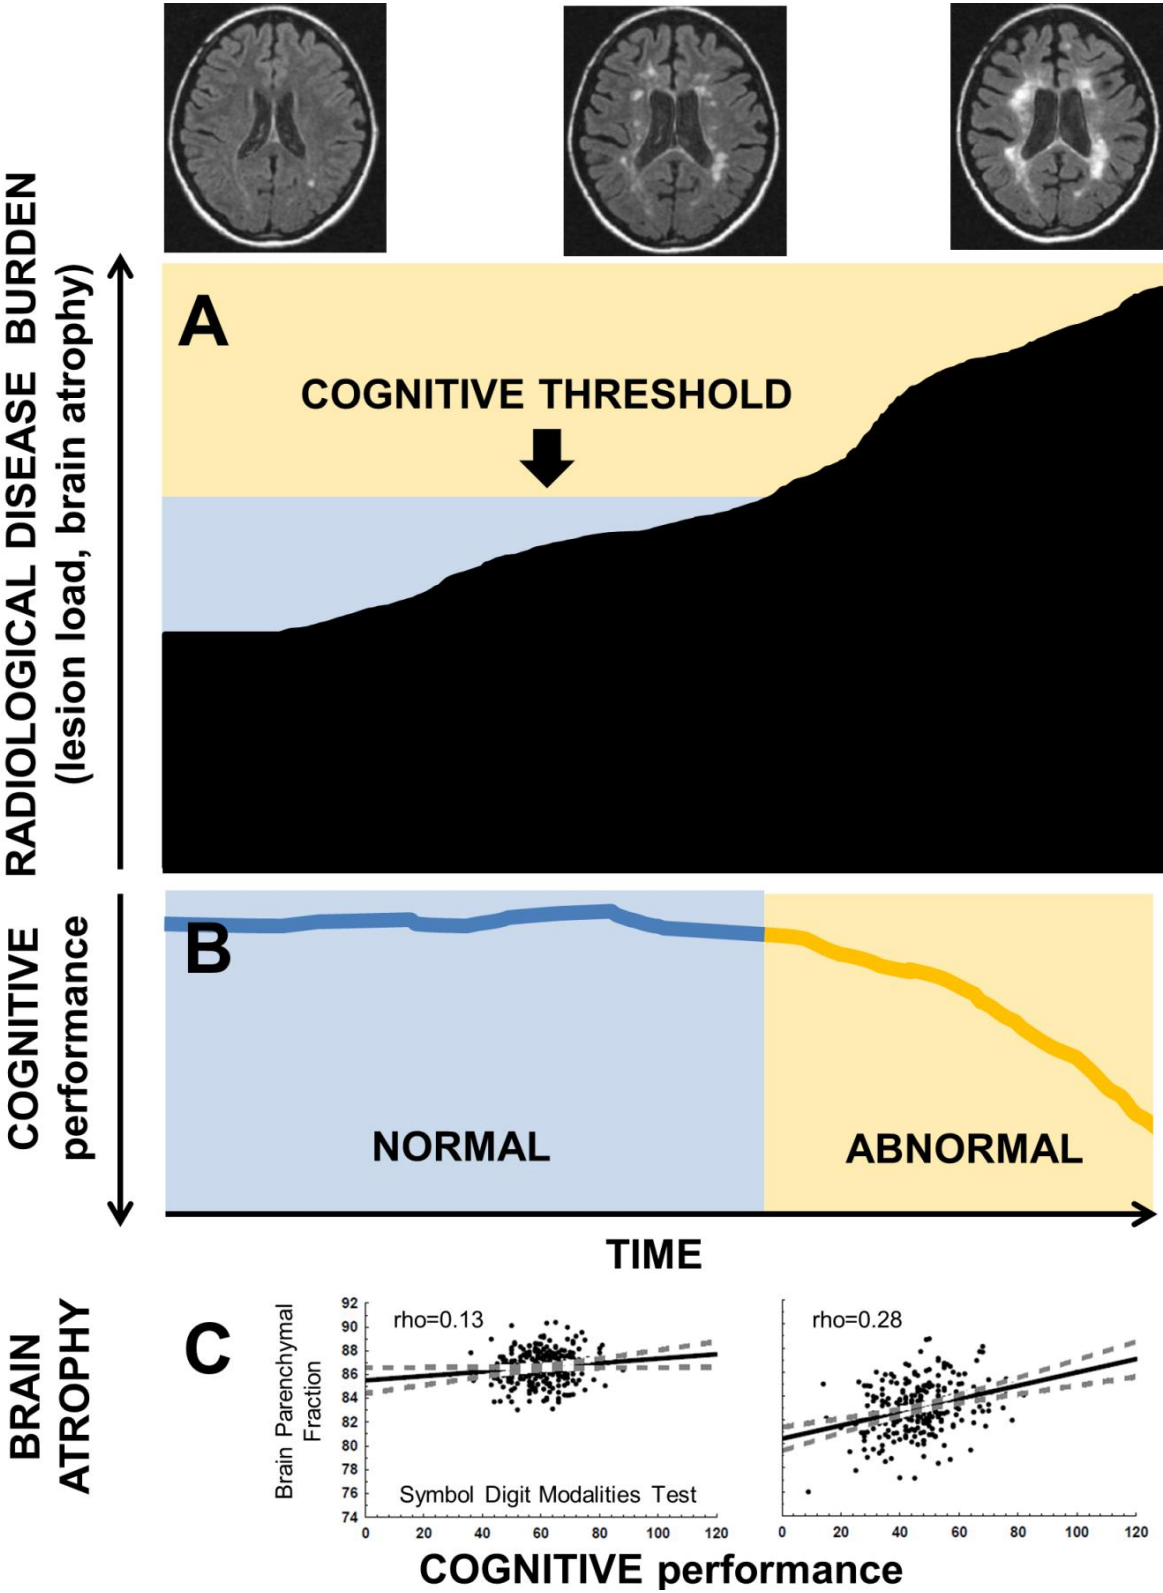 RADIOLOGICAL DISEASE BURDEN
(lesion load, brain atrophy)
A
COGNITIVE THRESHOLD
COGNITIVE
performance
B
NORMAL
ABNORMAL
TIME
BRAIN
ATROPHY
C
Brain Parenchymal
Fraction
92
90
88
86
84
82
80
78
76
74
rho=0.13
Symbol Digit Modalities Test
0 20 40 60 80 100 120
rho=0.28
0 20 40 60 80 100 120
COGNITIVE performance